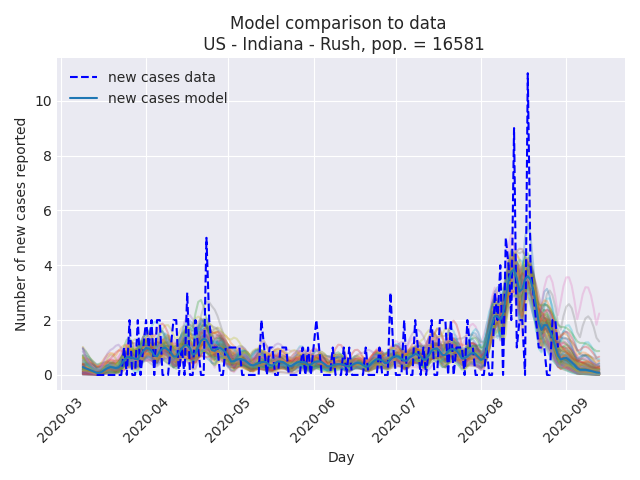 Model comparison to data
US - Indiana - Rush, pop. = 16581
new cases data
new cases model
Number of new cases reported
10
8
6
4
2
0
2020-03
2020-04
2020-05
2020-06
2020-07
2020-08
2020-09
Day